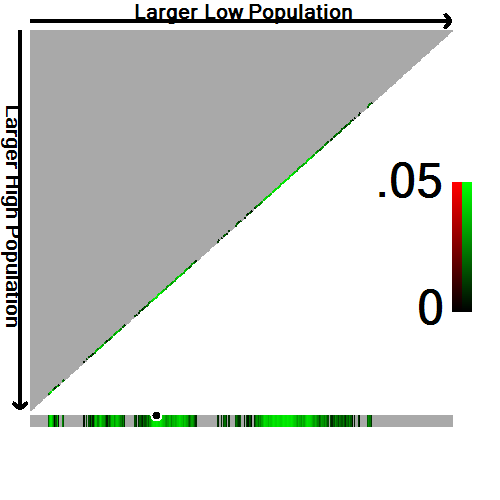 Larger Low Population
Larger High Population
.05
0